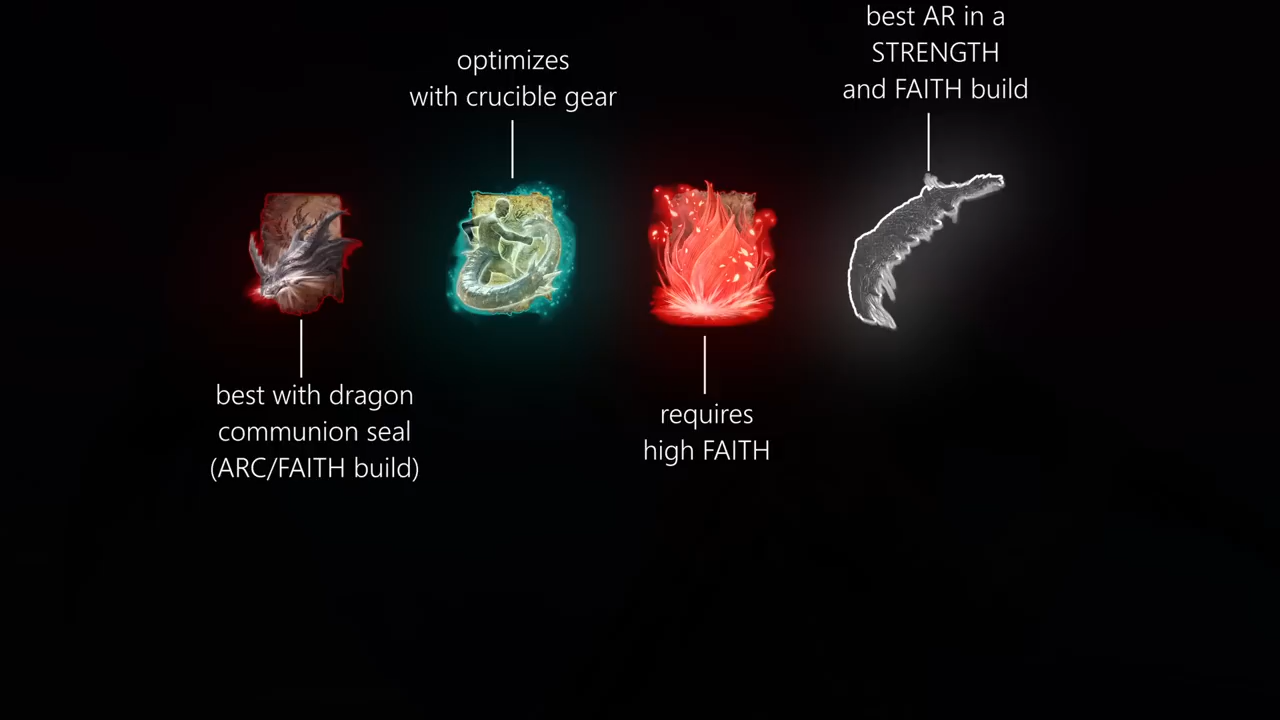 best with dragon
communion seal
(ARC/FAITH build)
optimizes
with crucible gear
requires
high FAITH
best AR in a
STRENGTH
and FAITH build